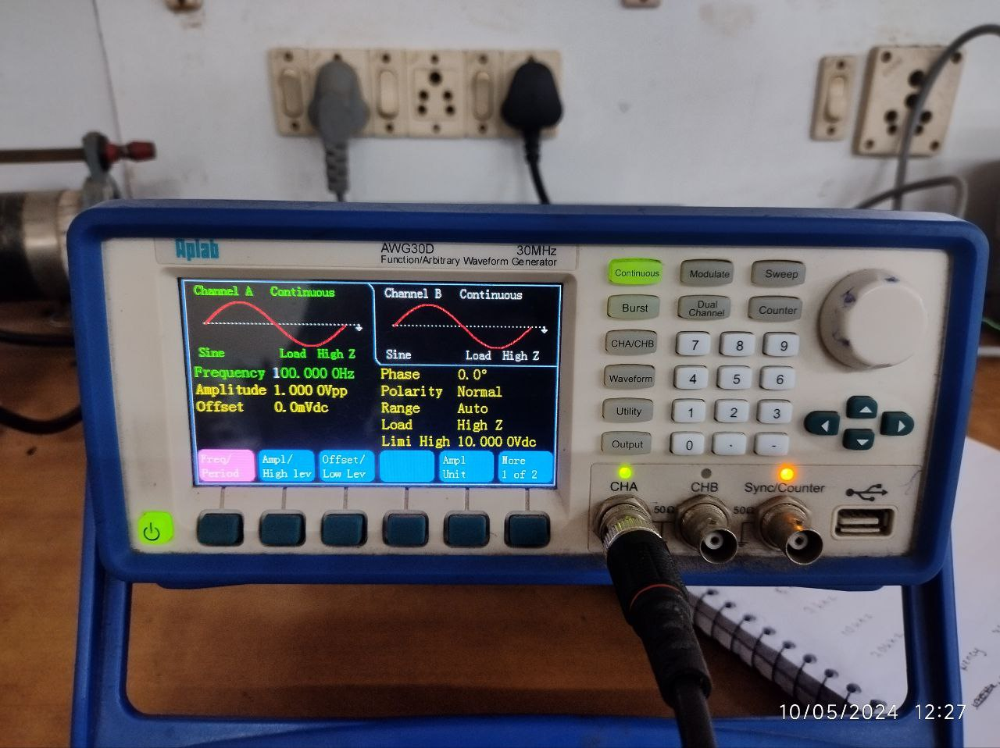 Aplab
AWG30D 30MHz
Function/Arbitrary Waveform Generator
Channel A Continuous
Sine Load High Z
Channel B Continuous
Sine Load High Z
Frequency 100.000 0Hz
Amplitude 1.000 0Vpp
Offset 0.0mVdc
Phase 0.0°
Polarity Normal
Range Auto
Load High Z
Limi High 10.000 0Vdc
Freq/ Period
Ampl/ High lev
Offset/ Low Lev
Ampl Unit
More 1 of 2
Continuous Modulate Sweep
Burst Dual Channel Counter
CHA/CHB 7 8 9
Waveform 4 5 6
Utility 1 2 3
Output 0 . -
CHA CHB Sync/Counter
50Ω 50Ω
2khz
10khz
20khz
10/05/2024 12:27